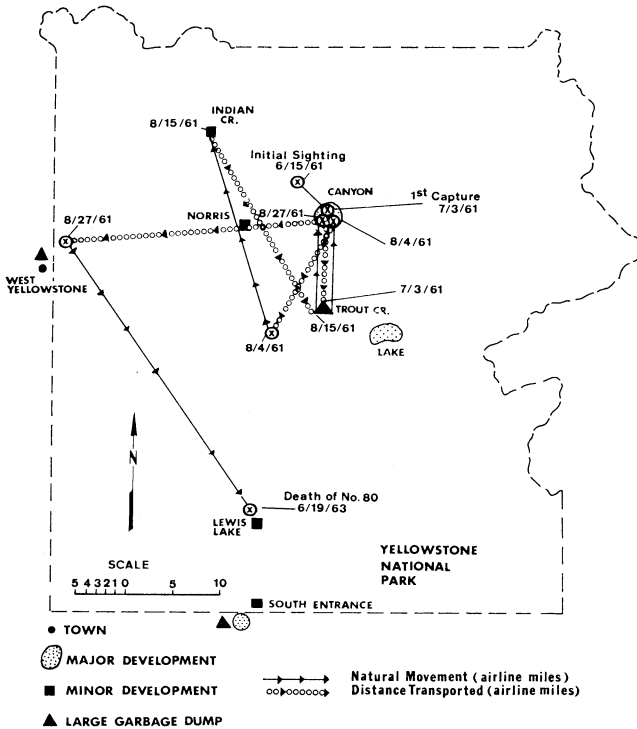 INDIAN
CR.
8/15/61
Initial Sighting
6/15/61
CANYON
1st Capture
7/3/61
NORRIS
8/27/61
8/27/61
8/4/61
WEST
YELLOWSTONE
7/3/61
TROUT CR.
8/15/61
8/4/61
LAKE
N
Death of No. 80
6/19/63
LEWIS
LAKE
SCALE
5 4 3 2 1 0 5 10
YELLOWSTONE
NATIONAL
PARK
SOUTH ENTRANCE
TOWN
MAJOR DEVELOPMENT
MINOR DEVELOPMENT
LARGE GARBAGE DUMP
Natural Movement (airline miles)
Distance Transported (airline miles)